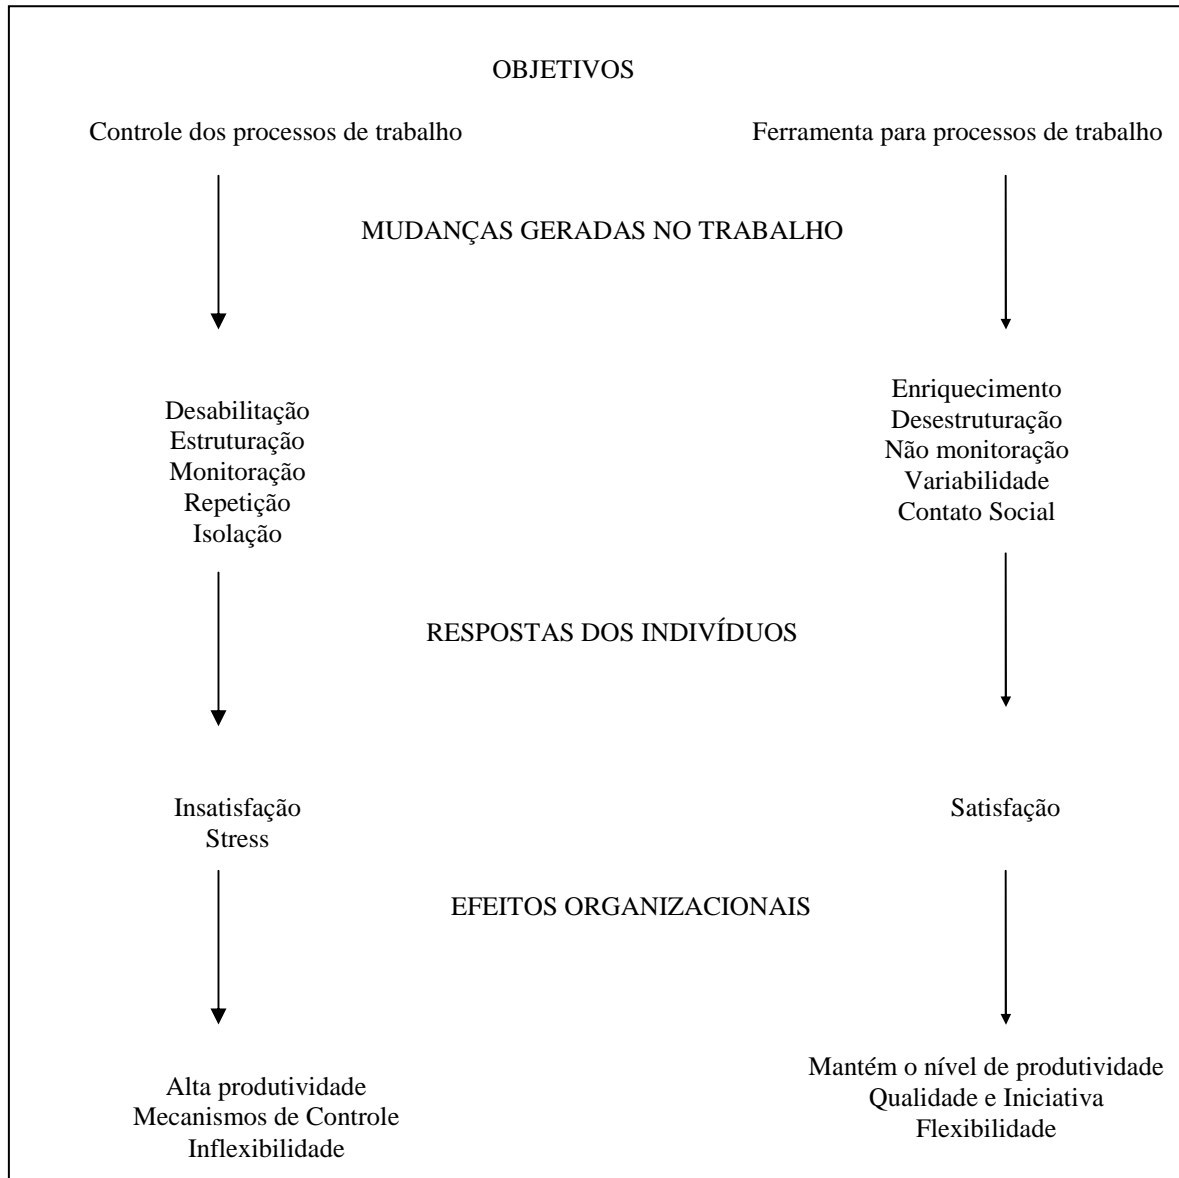 OBJETIVOS
Controle dos processos de trabalho
Ferramenta para processos de trabalho
MUDANÇAS GERADAS NO TRABALHO
Desabilitação
Estruturação
Monitoração
Repetição
Isolação
Enriquecimento
Desestruturação
Não monitoração
Variabilidade
Contato Social
RESPOSTAS DOS INDIVÍDUOS
Insatisfação
Stress
Satisfação
EFEITOS ORGANIZACIONAIS
Alta produtividade
Mecanismos de Controle
Inflexibilidade
Mantém o nível de produtividade
Qualidade e Iniciativa
Flexibilidade